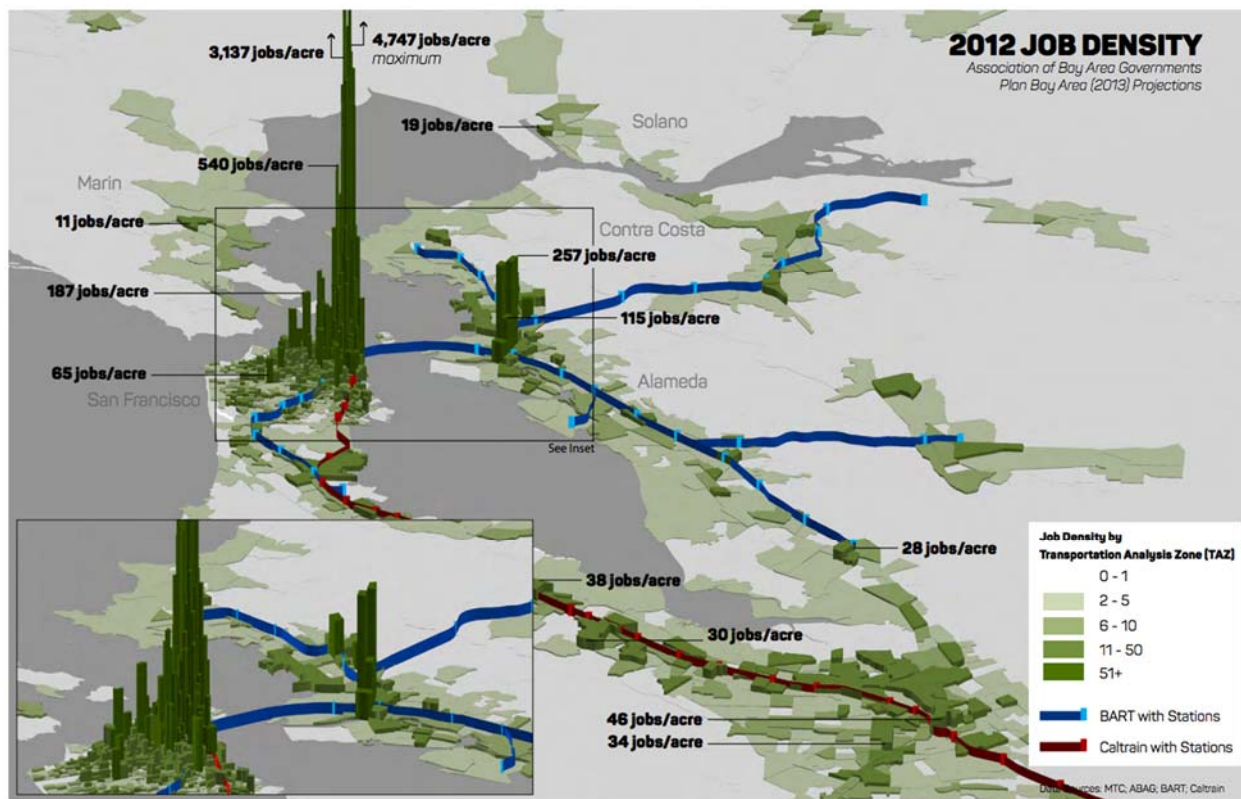 2012 JOB DENSITY
Association of Bay Area Governments
Plan Bay Area (2013) Projections
3,137 jobs/acre
4,747 jobs/acre
maximum
19 jobs/acre
Solano
540 jobs/acre
Marin
11 jobs/acre
Contra Costa
257 jobs/acre
187 jobs/acre
115 jobs/acre
65 jobs/acre
San Francisco
Alameda
See Inset
28 jobs/acre
38 jobs/acre
30 jobs/acre
46 jobs/acre
34 jobs/acre
Job Density by
Transportation Analysis Zone (TAZ)
0 - 1
2 - 5
6 - 10
11 - 50
51+
BART with Stations
Caltrain with Stations
Data Sources: MTC; ABAG; BART; Caltrain